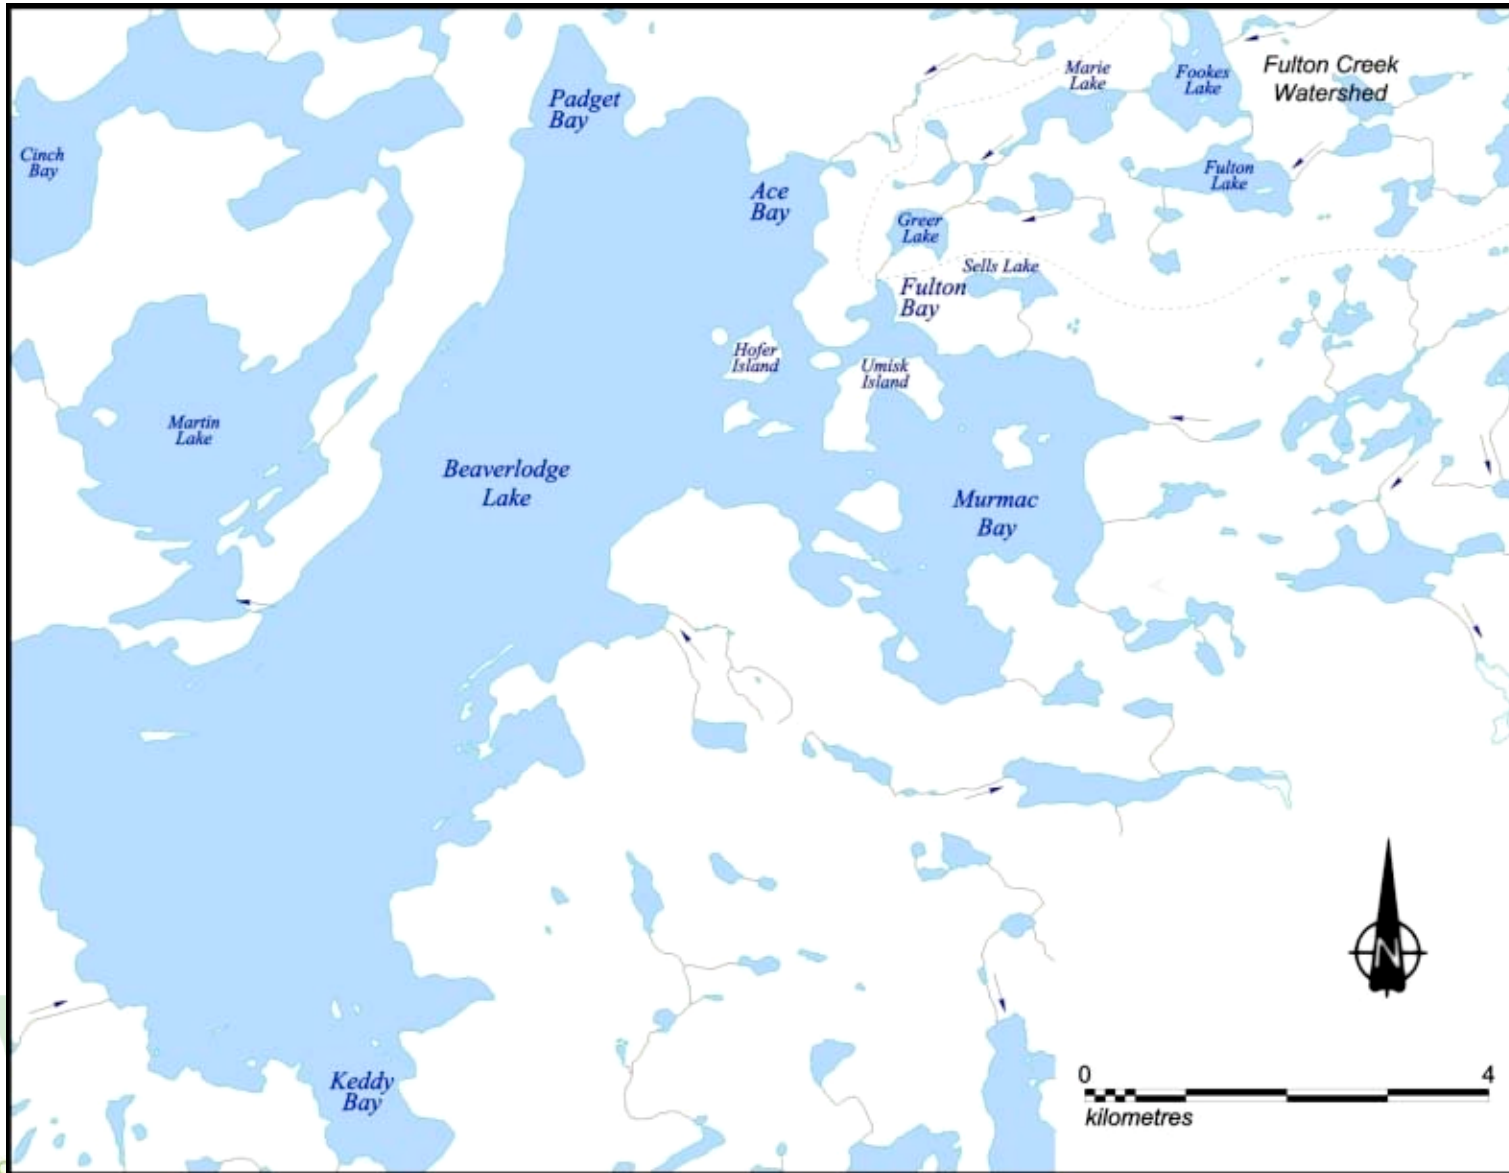 Padget
Bay
Marie
Lake
Fookes
Lake
Fulton Creek
Watershed
Cinch
Bay
Fulton
Lake
Ace
Bay
Greer
Lake
Sells Lake
Fulton
Bay
Hofer
Island
Umisk
Island
Martin
Lake
Beaverlodge
Lake
Murmac
Bay
N
Keddy
Bay
0 4
kilometres